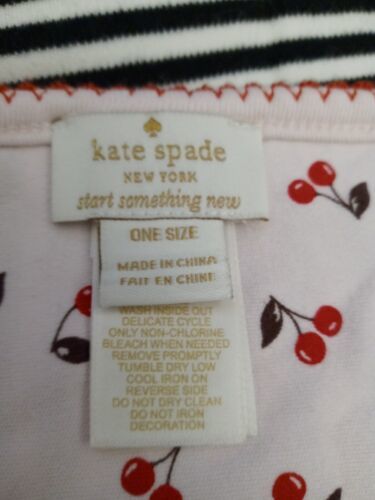 kate spade
NEW YORK
start something new
ONE SIZE
MADE IN CHINA
FAIT EN CHINE
WASH INSIDE OUT
DELICATE CYCLE
ONLY NON-CHLORINE
BLEACH WHEN NEEDED
REMOVE PROMPTLY
TUMBLE DRY LOW
COOL IRON ON
REVERSE SIDE
DO NOT DRY CLEAN
DO NOT IRON
DECORATION